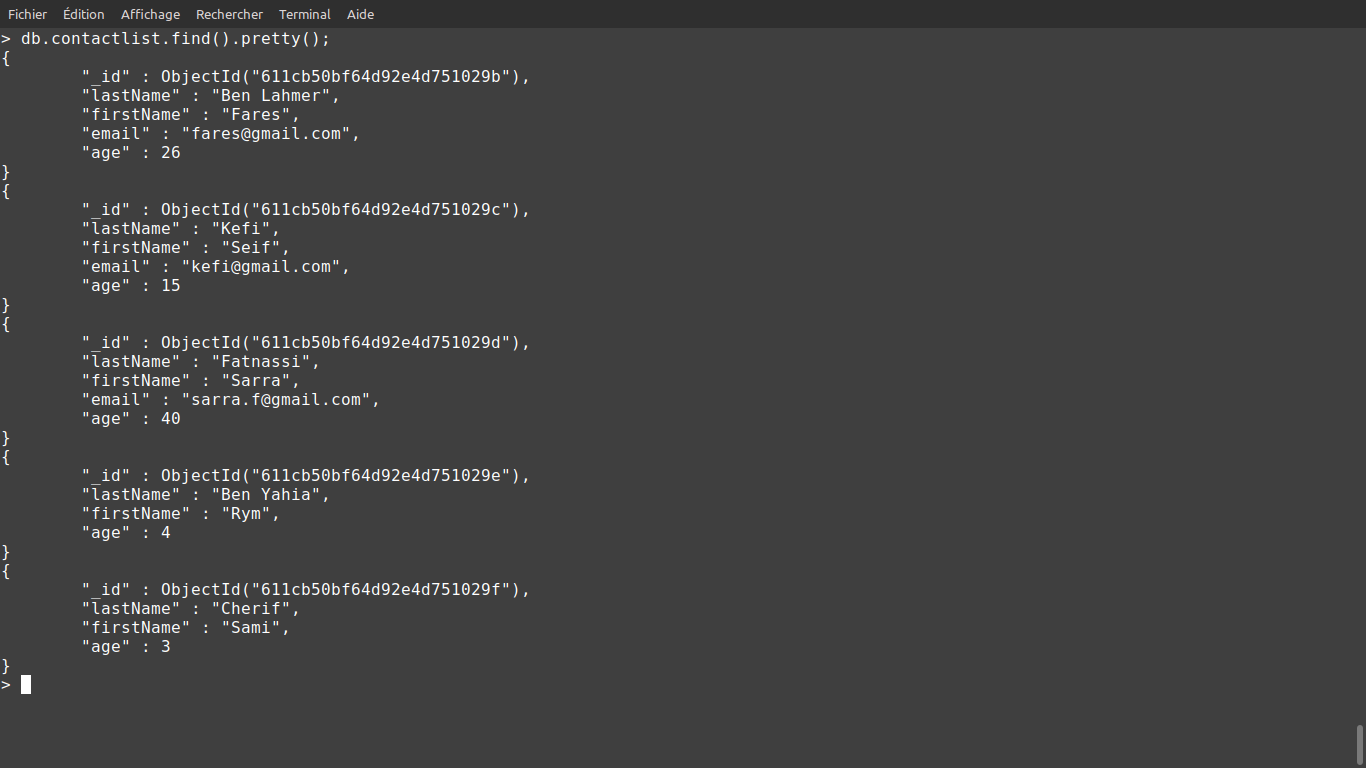 Fichier Édition Affichage Rechercher Terminal Aide
> db.contactlist.find().pretty();
{
        "_id" : ObjectId("611cb50bf64d92e4d751029b"),
        "lastName" : "Ben Lahmer",
        "firstName" : "Fares",
        "email" : "fares@gmail.com",
        "age" : 26
}
{
        "_id" : ObjectId("611cb50bf64d92e4d751029c"),
        "lastName" : "Kefi",
        "firstName" : "Seif",
        "email" : "kefi@gmail.com",
        "age" : 15
}
{
        "_id" : ObjectId("611cb50bf64d92e4d751029d"),
        "lastName" : "Fatnassi",
        "firstName" : "Sarra",
        "email" : "sarra.f@gmail.com",
        "age" : 40
}
{
        "_id" : ObjectId("611cb50bf64d92e4d751029e"),
        "lastName" : "Ben Yahia",
        "firstName" : "Rym",
        "age" : 4
}
{
        "_id" : ObjectId("611cb50bf64d92e4d751029f"),
        "lastName" : "Cherif",
        "firstName" : "Sami",
        "age" : 3
}
>